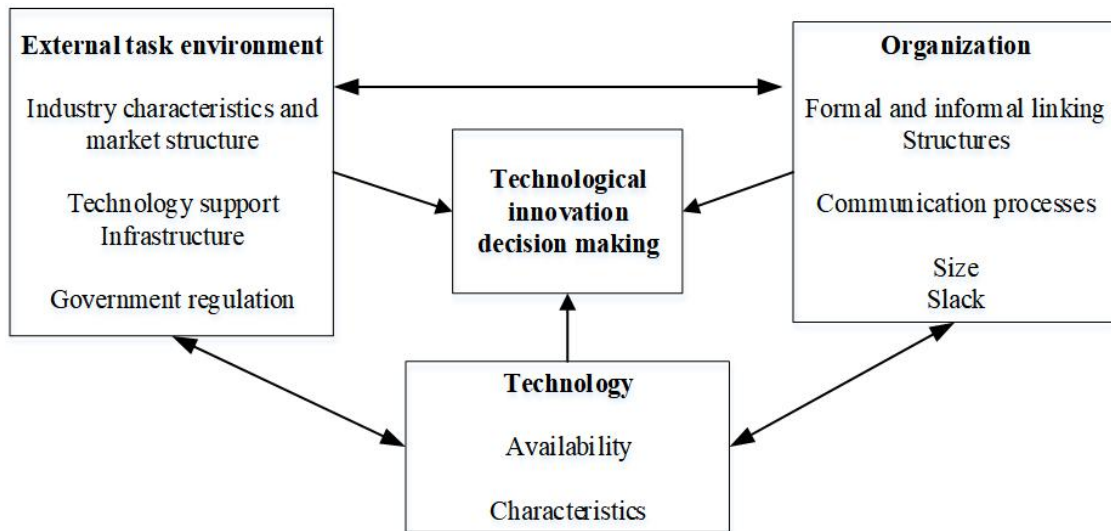 External task environment
Industry characteristics and
market structure
Technology support
Infrastructure
Government regulation
Technological
innovation
decision making
Organization
Formal and informal linking
Structures
Communication processes
Size
Slack
Technology
Availability
Characteristics